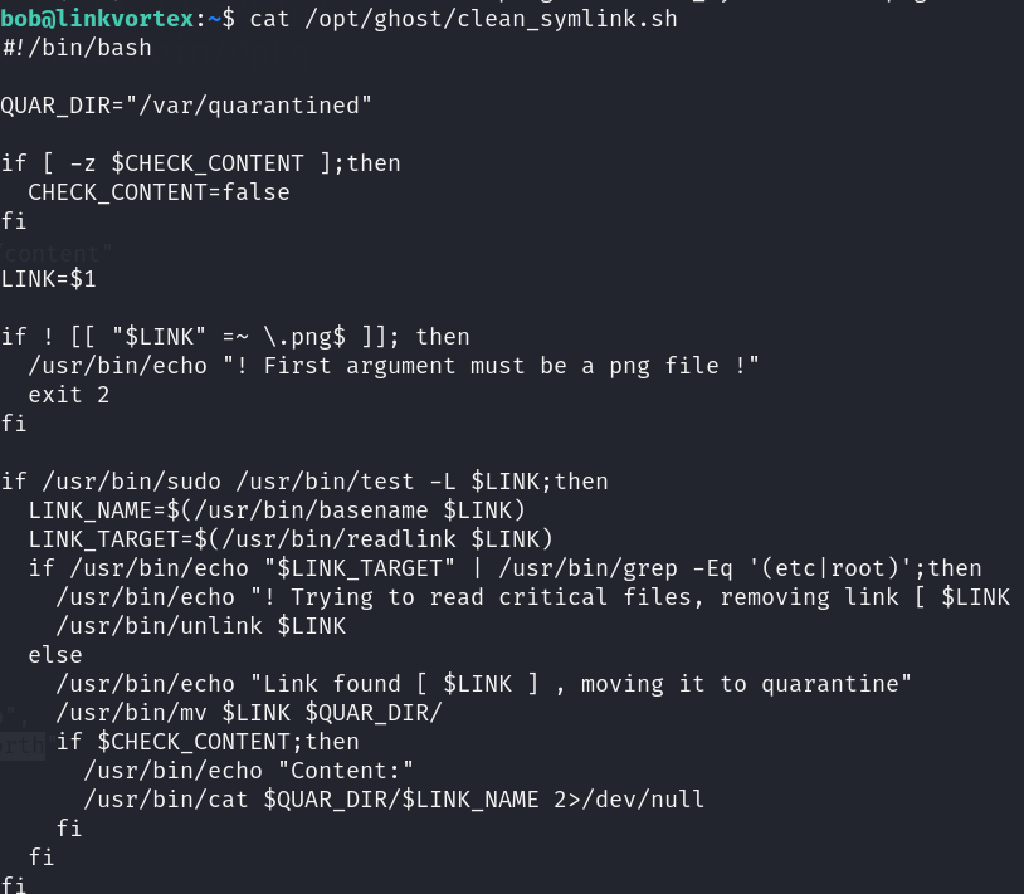 bob@linkvortex:~$ cat /opt/ghost/clean_symlink.sh
#!/bin/bash
QUAR_DIR="/var/quarantined"
if [ -z $CHECK_CONTENT ];then
  CHECK_CONTENT=false
fi
content"
LINK=$1
if ! [[ "$LINK" =~ \.png$ ]]; then
  /usr/bin/echo "! First argument must be a png file !"
  exit 2
fi
if /usr/bin/sudo /usr/bin/test -L $LINK;then
  LINK_NAME=$(/usr/bin/basename $LINK)
  LINK_TARGET=$(/usr/bin/readlink $LINK)
  if /usr/bin/echo "$LINK_TARGET" | /usr/bin/grep -Eq '(etc|root)';then
    /usr/bin/echo "! Trying to read critical files, removing link [ $LINK
    /usr/bin/unlink $LINK
  else
    /usr/bin/echo "Link found [ $LINK ] , moving it to quarantine"
    /usr/bin/mv $LINK $QUAR_DIR/
    if $CHECK_CONTENT;then
      /usr/bin/echo "Content:"
      /usr/bin/cat $QUAR_DIR/$LINK_NAME 2>/dev/null
    fi
  fi
fi